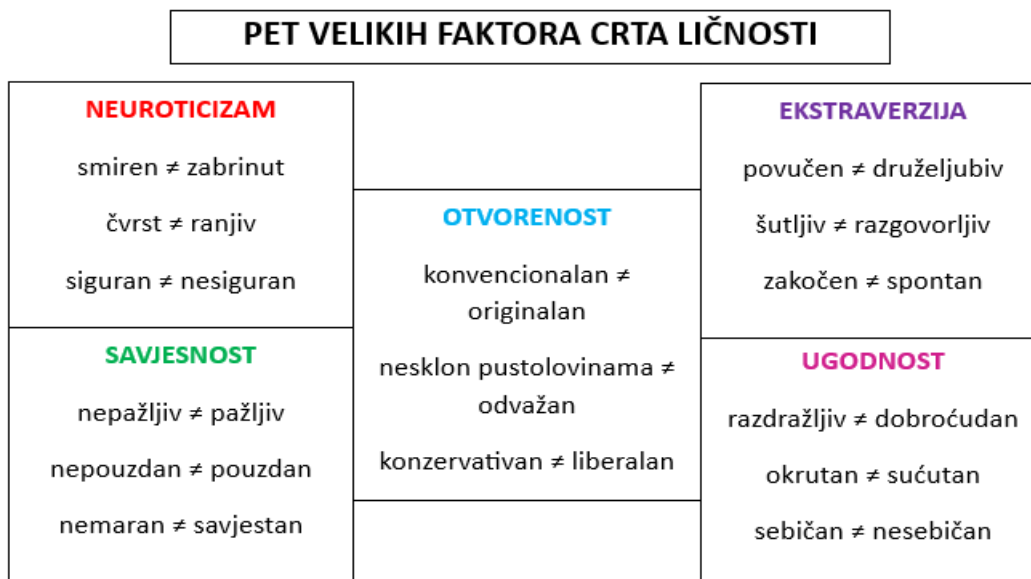 PET VELIKIH FAKTORA CRTA LIČNOSTI
NEUROTICIZAM
smiren ≠ zabrinut
čvrst ≠ ranjiv
siguran ≠ nesiguran
SAVJESNOST
nepažljiv ≠ pažljiv
nepouzdan ≠ pouzdan
nemaran ≠ savjestan
OTVORENOST
konvencionalan ≠
originalan
nesklon pustolovinama ≠
odvažan
konzervativan ≠ liberalan
EKSTRAVERZIJA
povučen ≠ druželjubiv
šutljiv ≠ razgovorljiv
zakočen ≠ spontan
UGODNOST
razdražljiv ≠ dobroćudan
okrutan ≠ sućutan
sebičan ≠ nesebičan